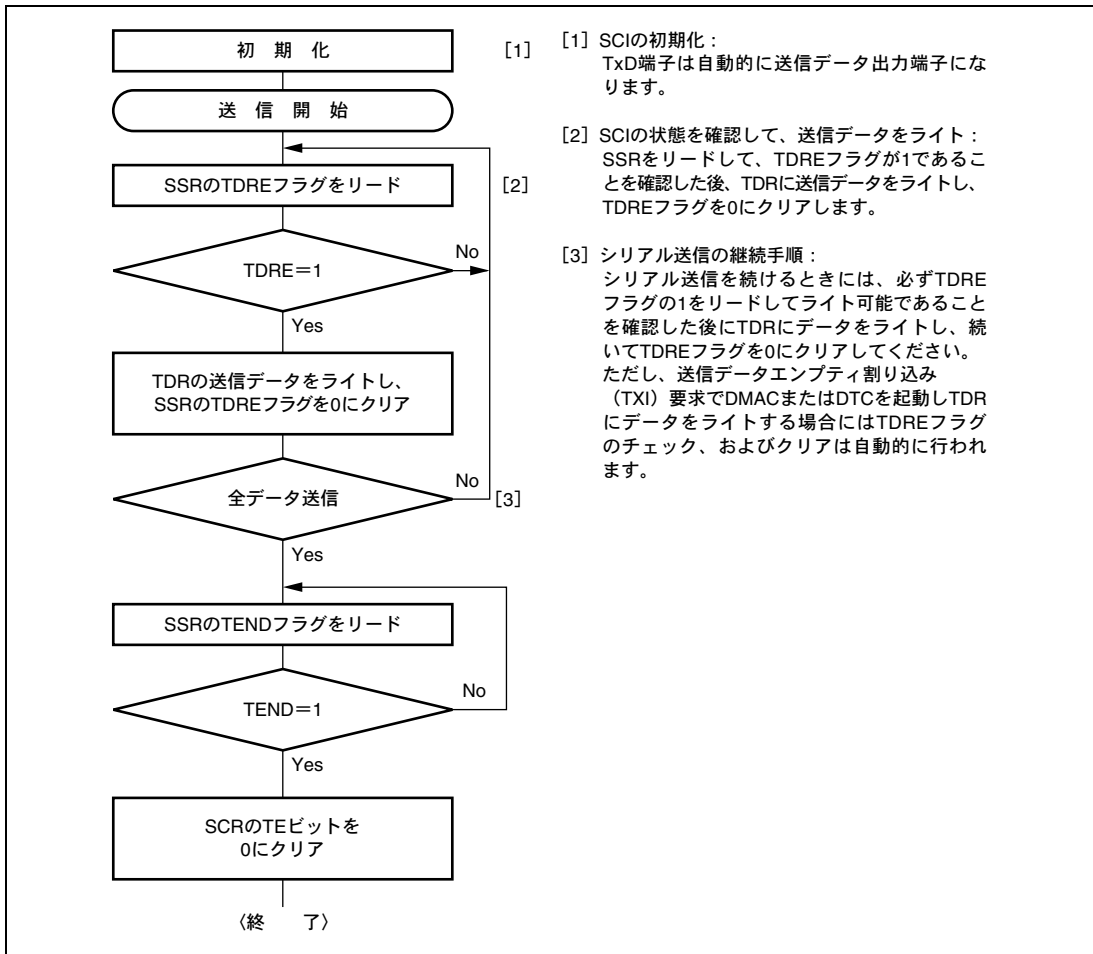 初 期 化 [1]
送 信 開 始
SSRのTDREフラグをリード [2]
No
TDRE=1
Yes
TDRの送信データをライトし、
SSRのTDREフラグを0にクリア
No
全データ送信 [3]
Yes
SSRのTENDフラグをリード
No
TEND=1
Yes
SCRのTEビットを
0にクリア
〈終 了〉
[1] SCIの初期化：
TxD端子は自動的に送信データ出力端子にな
ります。
[2] SCIの状態を確認して、送信データをライト：
SSRをリードして、TDREフラグが1であるこ
とを確認した後、TDRに送信データをライトし、
TDREフラグを0にクリアします。
[3] シリアル送信の継続手順：
シリアル送信を続けるときには、必ずTDRE
フラグの1をリードしてライト可能であること
を確認した後にTDRにデータをライトし、続
いてTDREフラグを0にクリアしてください。
ただし、送信データエンプティ割り込み
（TXI）要求でDMACまたはDTCを起動しTDR
にデータをライトする場合にはTDREフラグ
のチェック、およびクリアは自動的に行われ
ます。